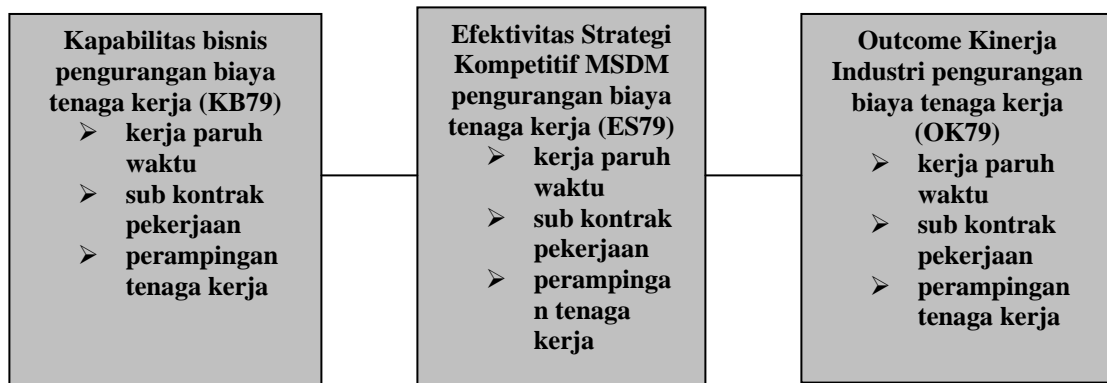 Kapabilitas bisnis
pengurangan biaya
tenaga kerja (KB79)
➢ kerja paruh
waktu
➢ sub kontrak
pekerjaan
➢ perampingan
tenaga kerja
Efektivitas Strategi
Kompetitif MSDM
pengurangan biaya
tenaga kerja (ES79)
➢ kerja paruh
waktu
➢ sub kontrak
pekerjaan
➢ perampinga
n tenaga
kerja
Outcome Kinerja
Industri pengurangan
biaya tenaga kerja
(OK79)
➢ kerja paruh
waktu
➢ sub kontrak
pekerjaan
➢ perampingan
tenaga kerja